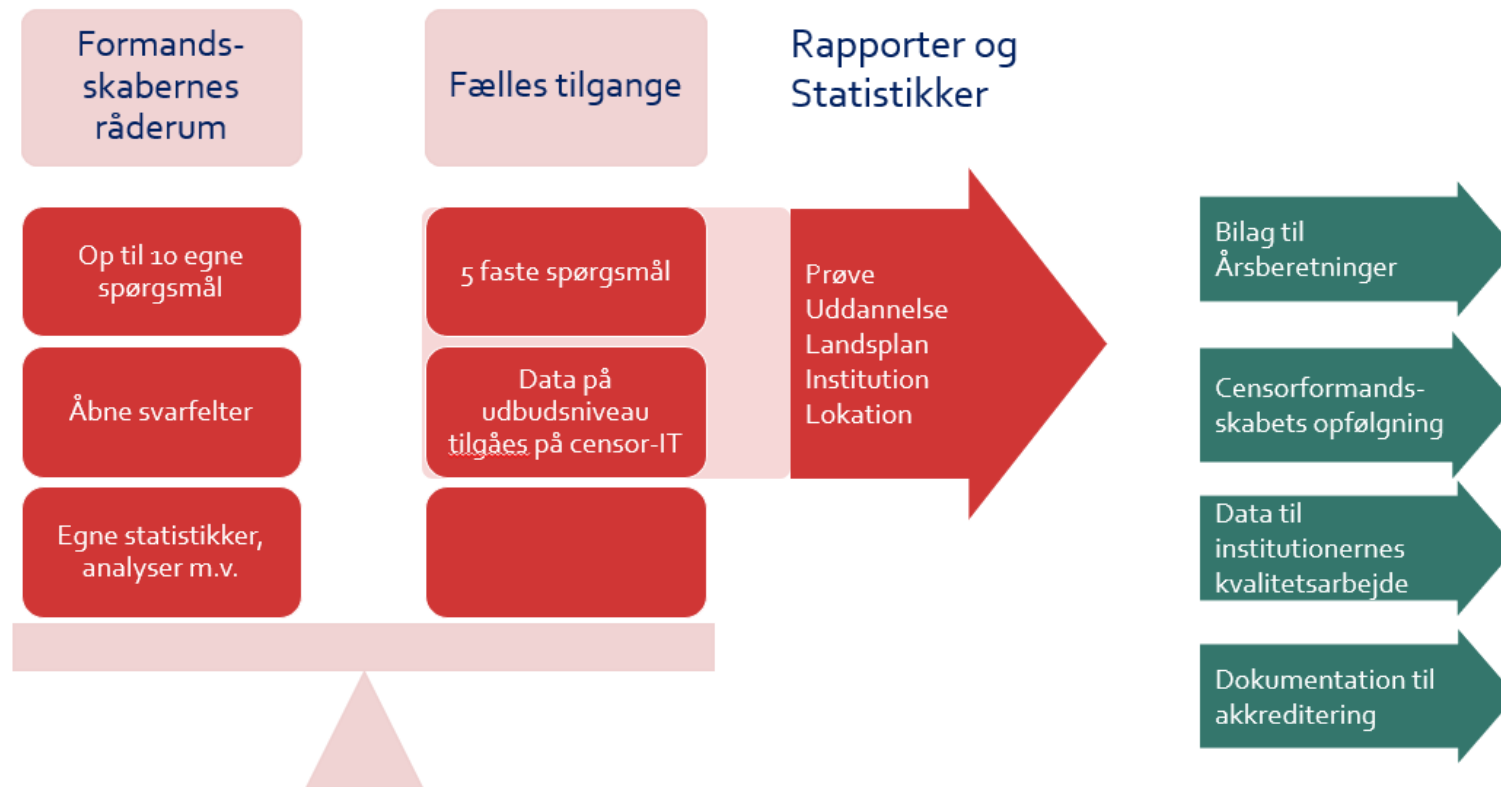 Formands-
skabernes
råderum
Fælles tilgange
Rapporter og
Statistikker
Op til 10 egne
spørgsmål
Åbne svarfelter
Egne statistikker,
analyser m.v.
5 faste spørgsmål
Data på
udbudsniveau
tilgåes på censor-IT
Prøve
Uddannelse
Landsplan
Institution
Lokation
Bilag til
Årsberetninger
Censorformands-
skabets opfølgning
Data til
institutionernes
kvalitetsarbejde
Dokumentation til
akkreditering